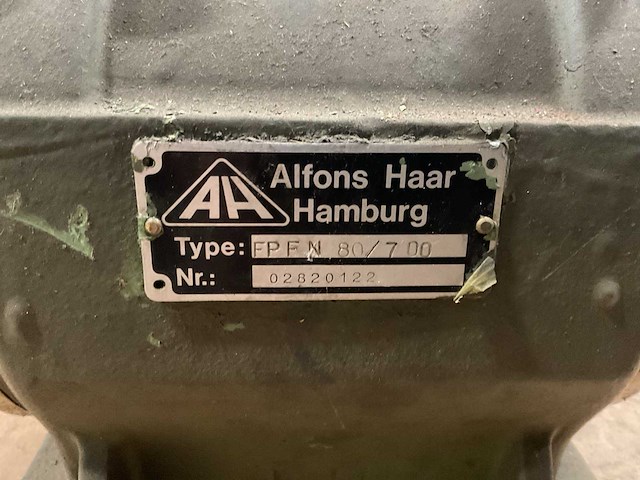 AH Alfons Haar
Hamburg
Type: FPFN 80/700
Nr.: 02820122